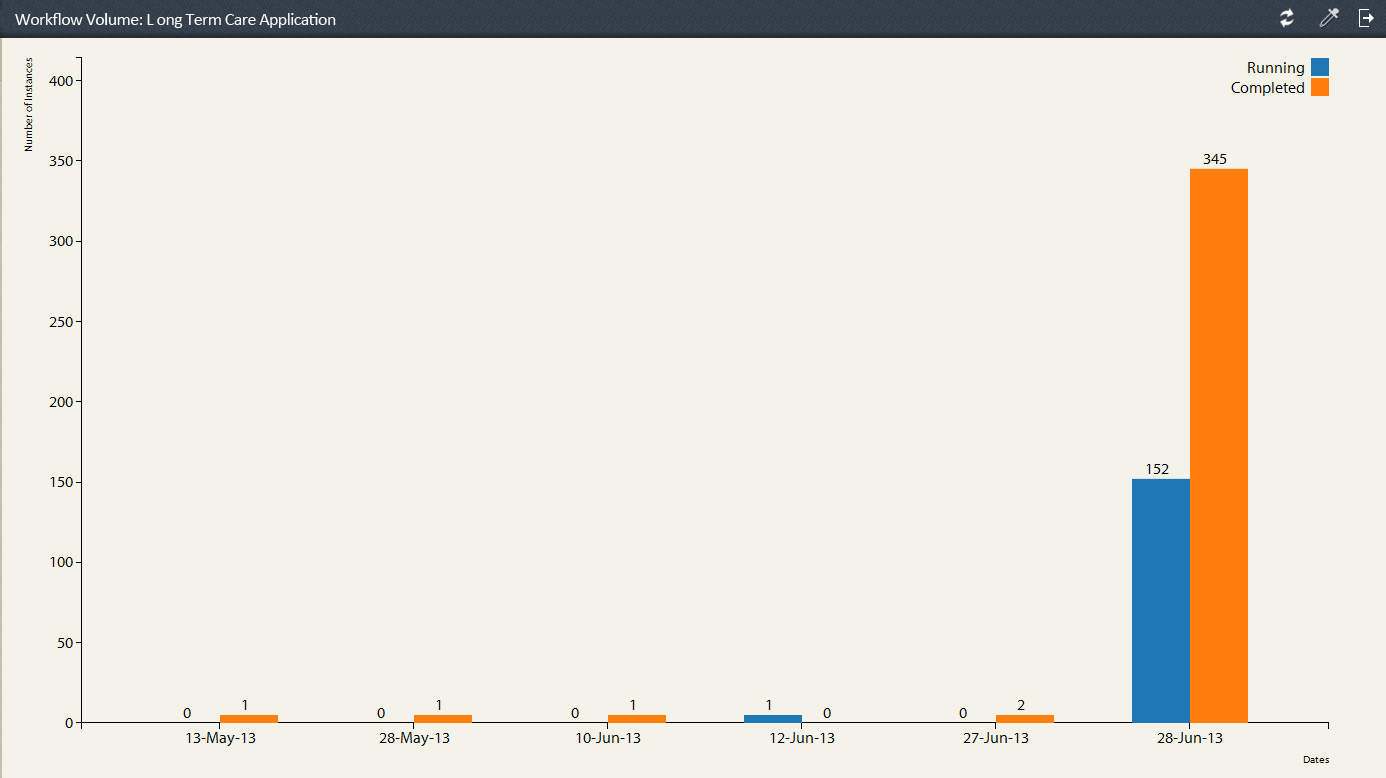 Workflow Volume: L ong Term Care Application
Number of Instances
Running
Completed
400
350
300
250
200
150
100
50
0
0 1
0 1
0 1
1 0
0 2
152 345
13-May-13 28-May-13 10-Jun-13 12-Jun-13 27-Jun-13 28-Jun-13
Dates